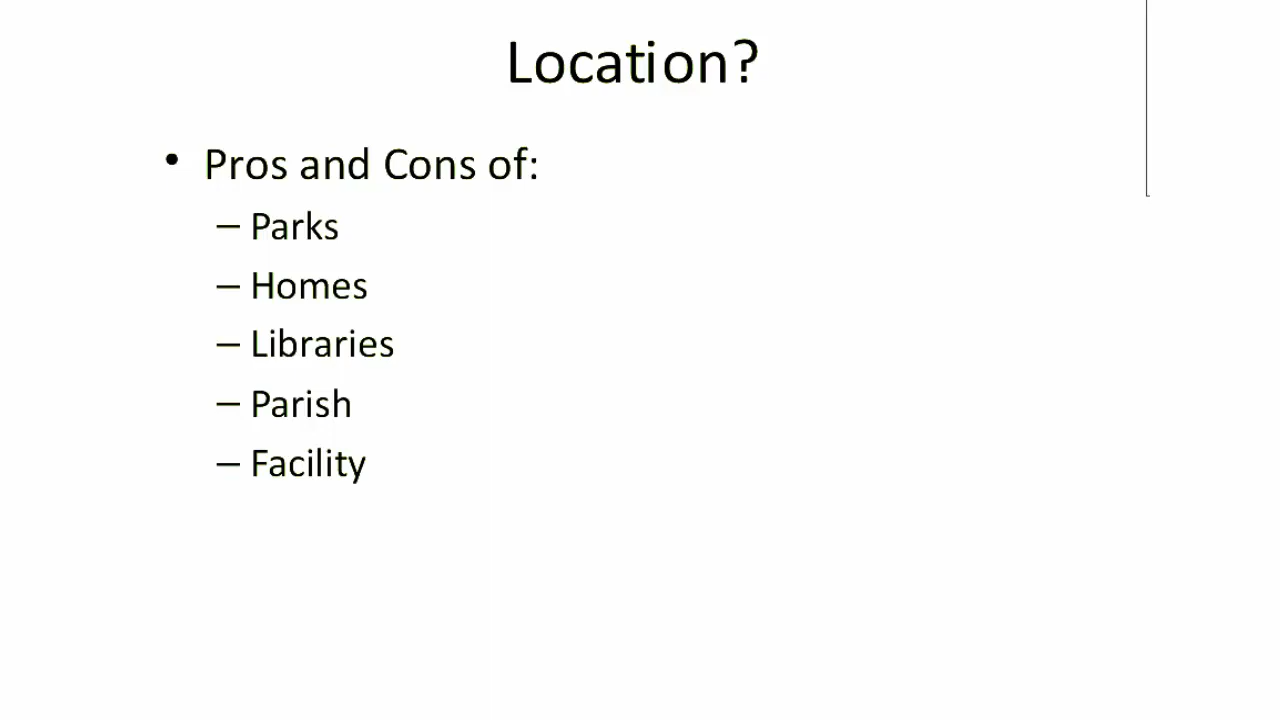 Location?
• Pros and Cons of:
– Parks
– Homes
– Libraries
– Parish
– Facility